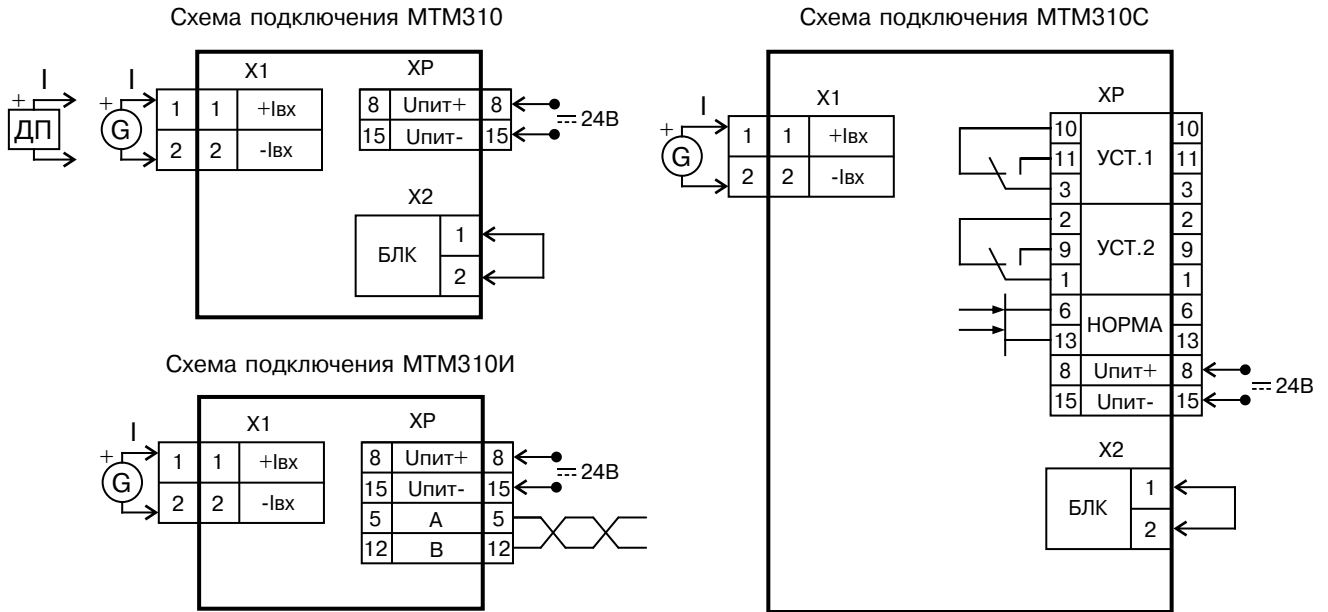 Схема подключения МТМ310
I I
+ ДП
+ G
X1
1 1 +Iвх
2 2 -Iвх
XP
8 Uпит+ 8
15 Uпит- 15
24В
X2
БЛК 1
2
Схема подключения МТМ310И
I
+ G
X1
1 1 +Iвх
2 2 -Iвх
XP
8 Uпит+ 8
15 Uпит- 15
5 A 5
12 B 12
24В
Схема подключения МТМ310С
I
+ G
X1
1 1 +Iвх
2 2 -Iвх
XP
10 10
11 УСТ.1 11
3 3
2 2
9 УСТ.2 9
1 1
6 НОРМА 6
13 13
8 Uпит+ 8
15 Uпит- 15
24В
X2
БЛК 1
2